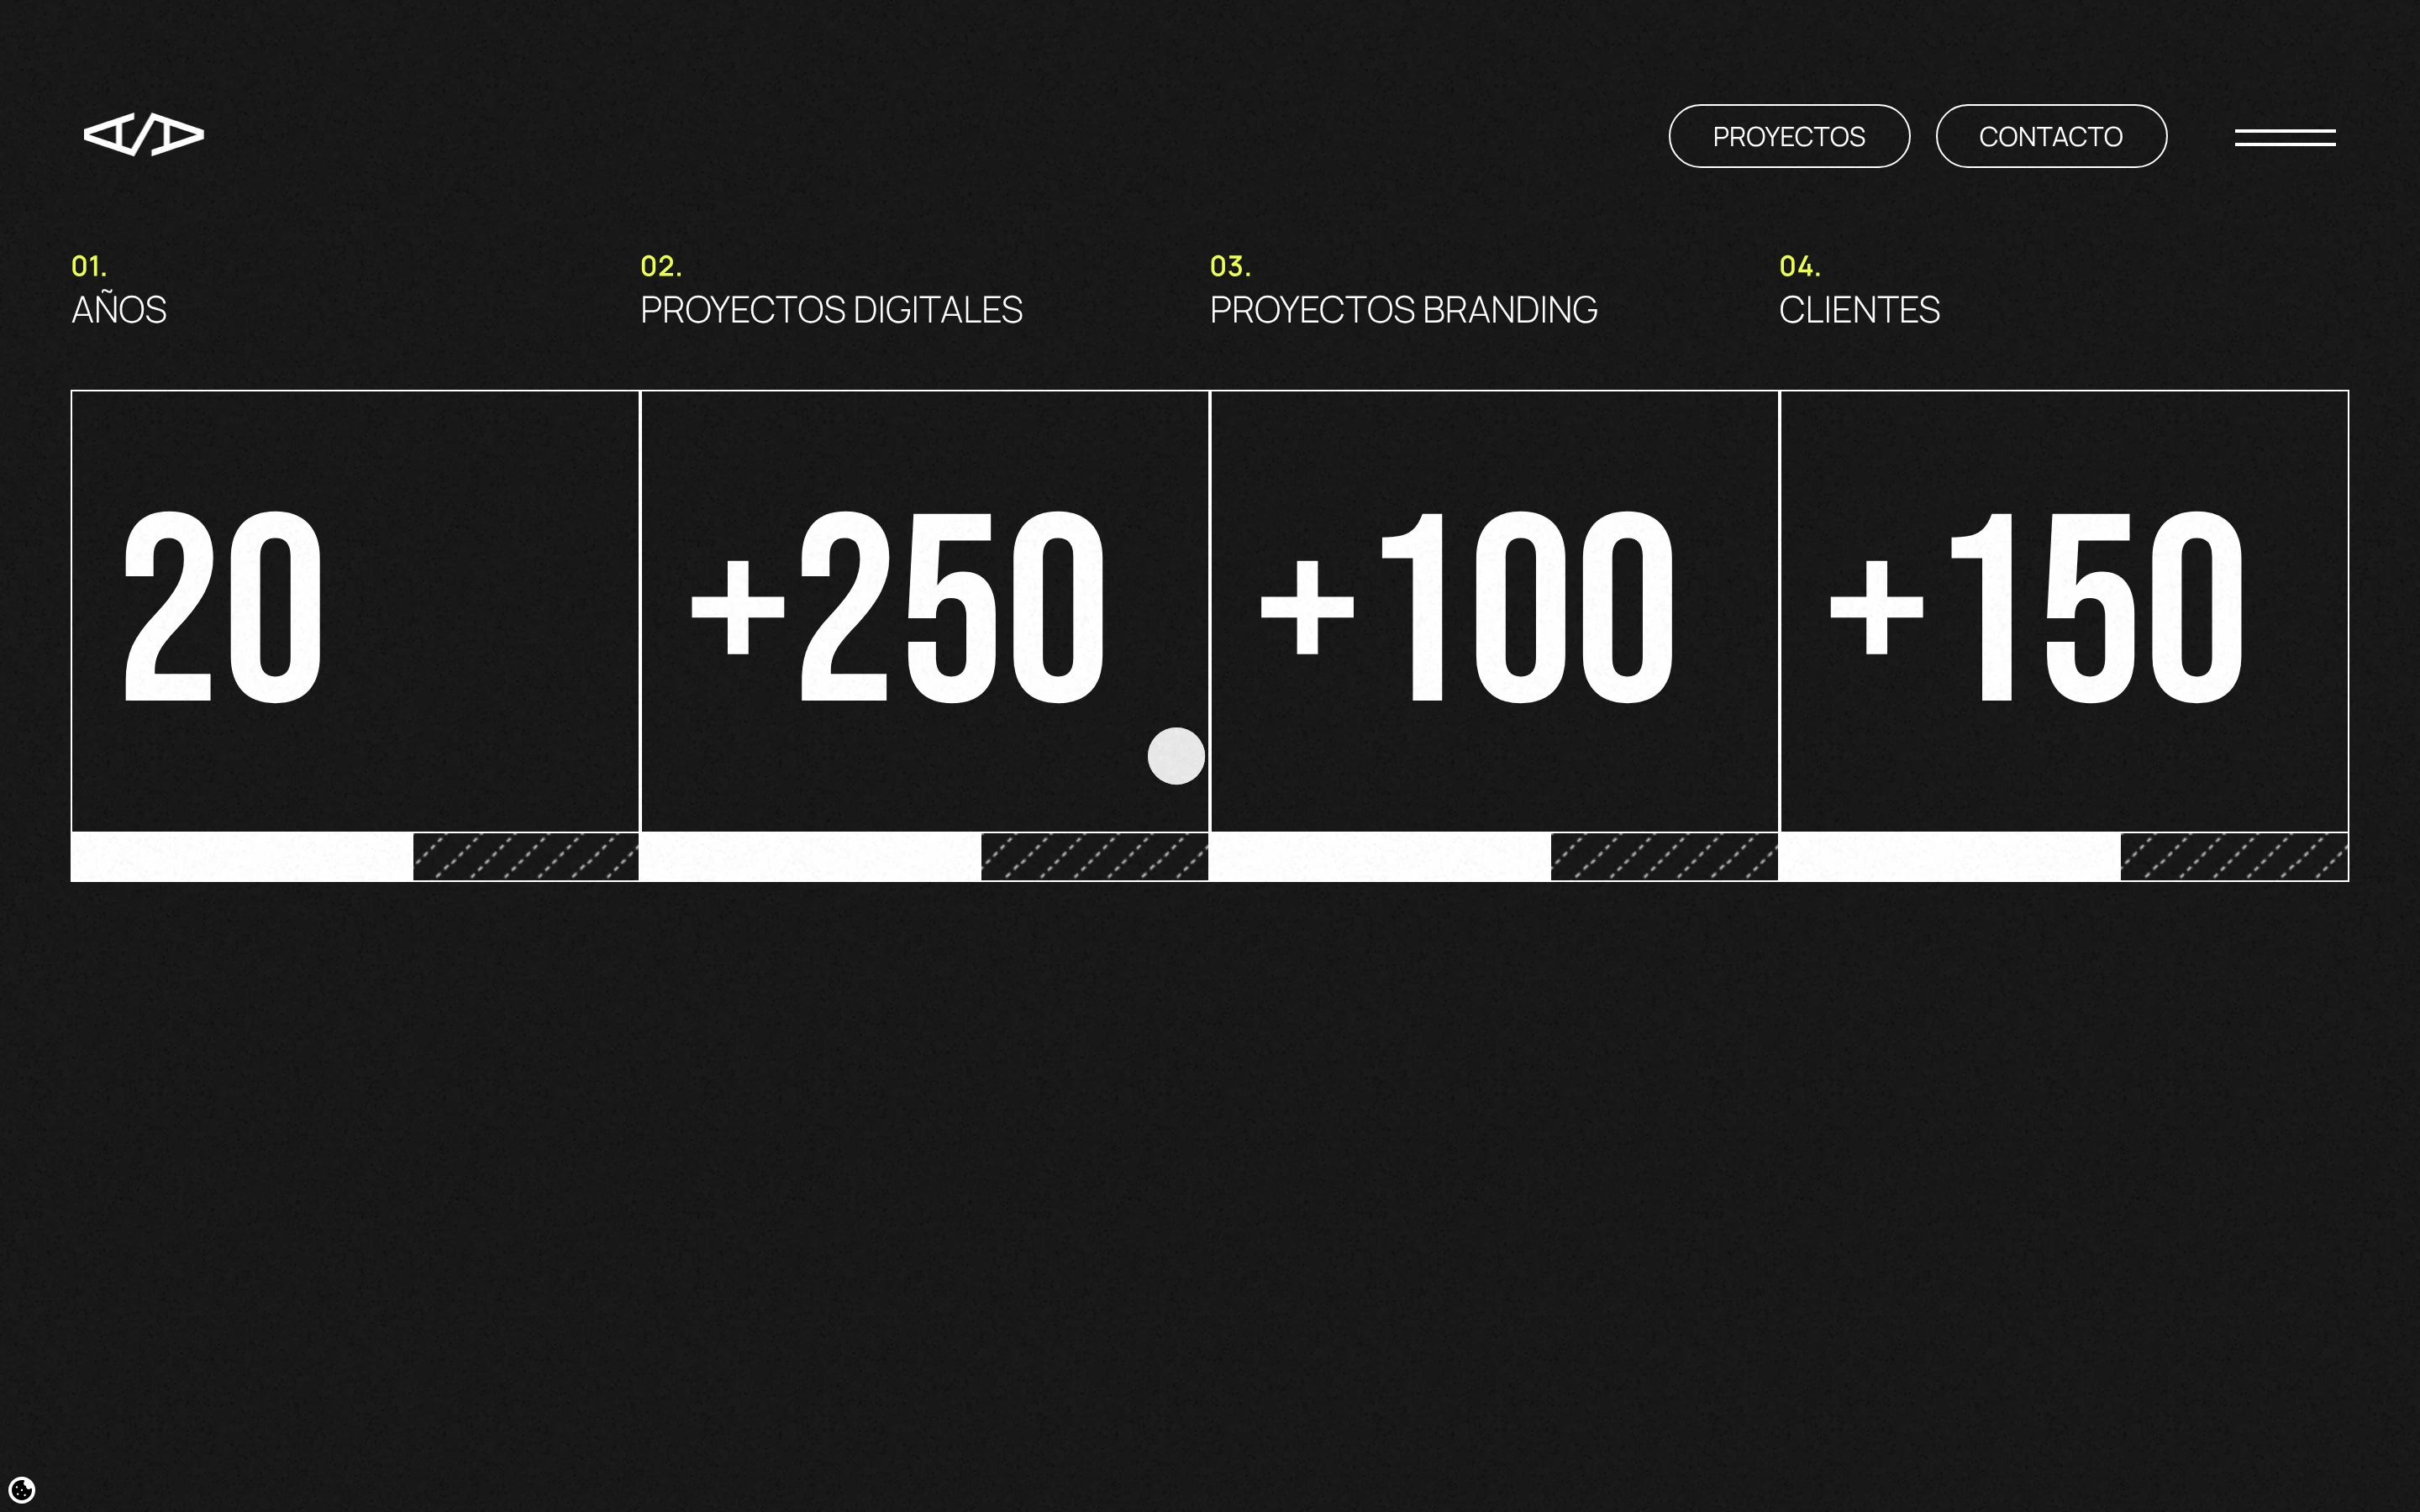 PROYECTOS
CONTACTO
01.
AÑOS
02.
PROYECTOS DIGITALES
03.
PROYECTOS BRANDING
04.
CLIENTES
20
+250
+100
+150